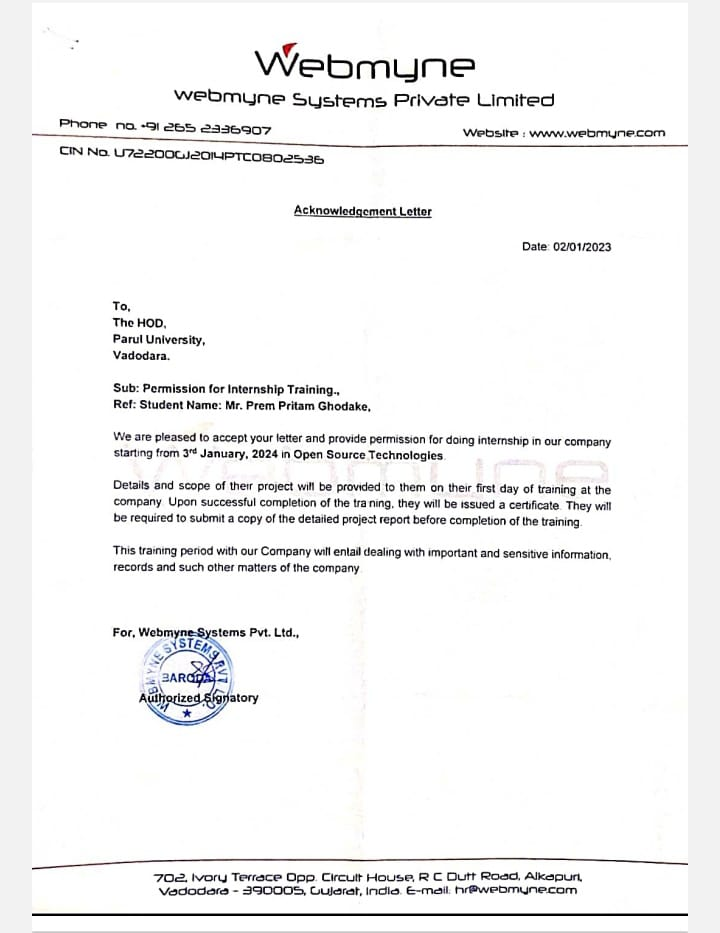 Webmyne
Webmyne Systems Private Limited
Phone no. +91 265 2336907
Website : www.webmyne.com
CIN No. U72200GJ2014PTC0802536
Acknowledgement Letter
Date: 02/01/2023
To,
The HOD,
Parul University,
Vadodara.
Sub: Permission for Internship Training.,
Ref: Student Name: Mr. Prem Pritam Ghodake,
We are pleased to accept your letter and provide permission for doing internship in our company
starting from 3rd January, 2024 in Open Source Technologies.
Webmyne
Details and scope of their project will be provided to them on their first day of training at the
company. Upon successful completion of the training, they will be issued a certificate. They will
be required to submit a copy of the detailed project report before completion of the training.
This training period with our Company will entail dealing with important and sensitive information,
records and such other matters of the company.
For, Webmyne Systems Pvt. Ltd.,
WEBMYNE SYSTEMS PVT. LTD.
BARODA
Authorized Signatory
702, Ivory Terrace Opp. Circuit House, R C Dutt Road, Alkapuri,
Vadodara - 390005, Gujarat, India. E-mail: hr@webmyne.com